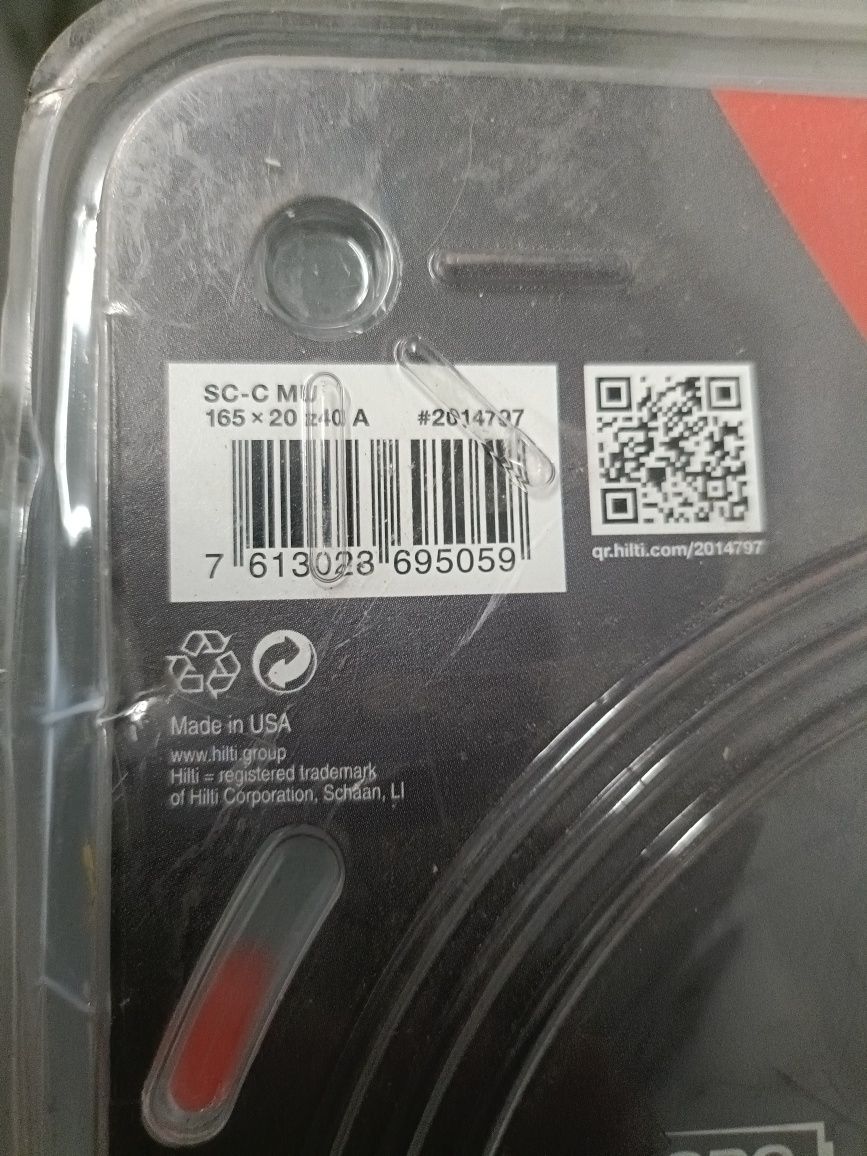 SC-C MU
165 × 20 z40 A #2014797
7 613023 695059
qr.hilti.com/2014797
Made in USA
www.hilti.group
Hilti = registered trademark
of Hilti Corporation, Schaan, LI